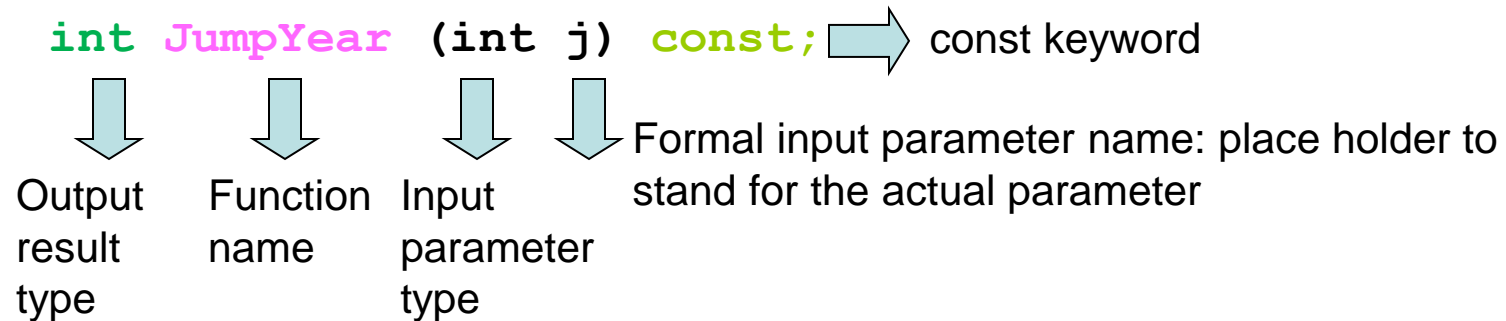 int JumpYear (int j) const; const keyword
Formal input parameter name: place holder to
stand for the actual parameter
Output
result
type
Function
name
Input
parameter
type